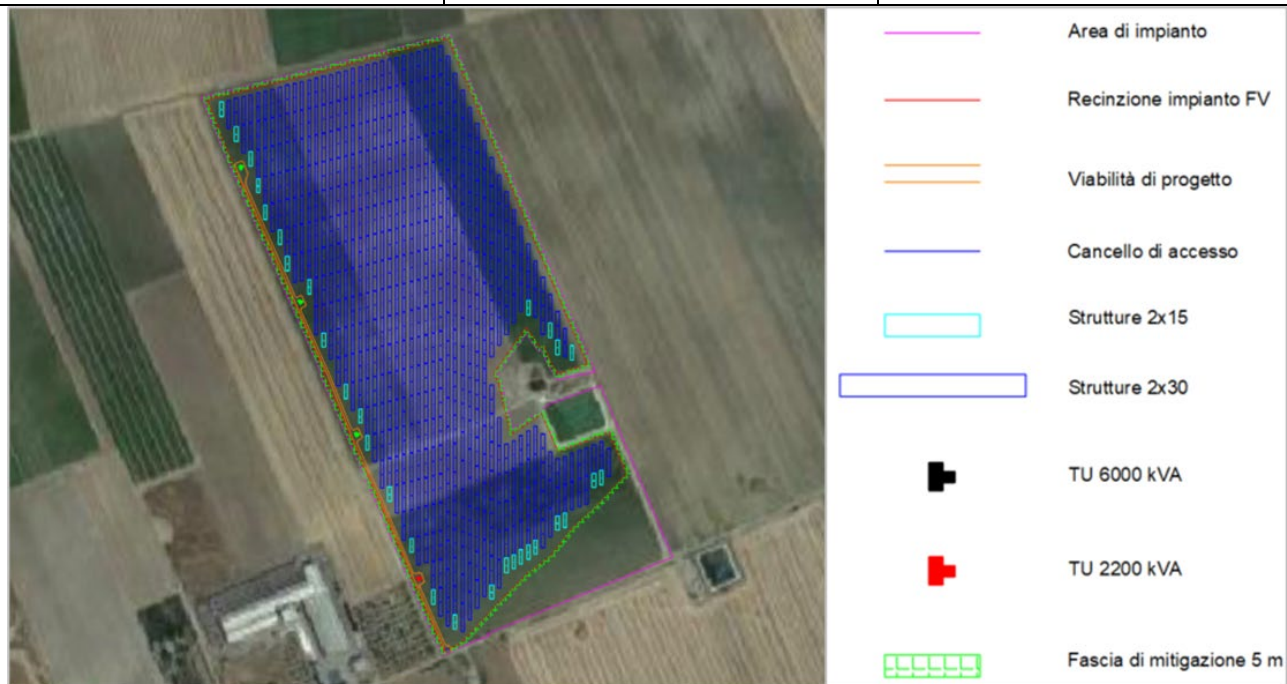 Area di impianto
Recinzione impianto FV
Viabilità di progetto
Cancello di accesso
Strutture 2x15
Strutture 2x30
TU 6000 kVA
TU 2200 kVA
Fascia di mitigazione 5 m